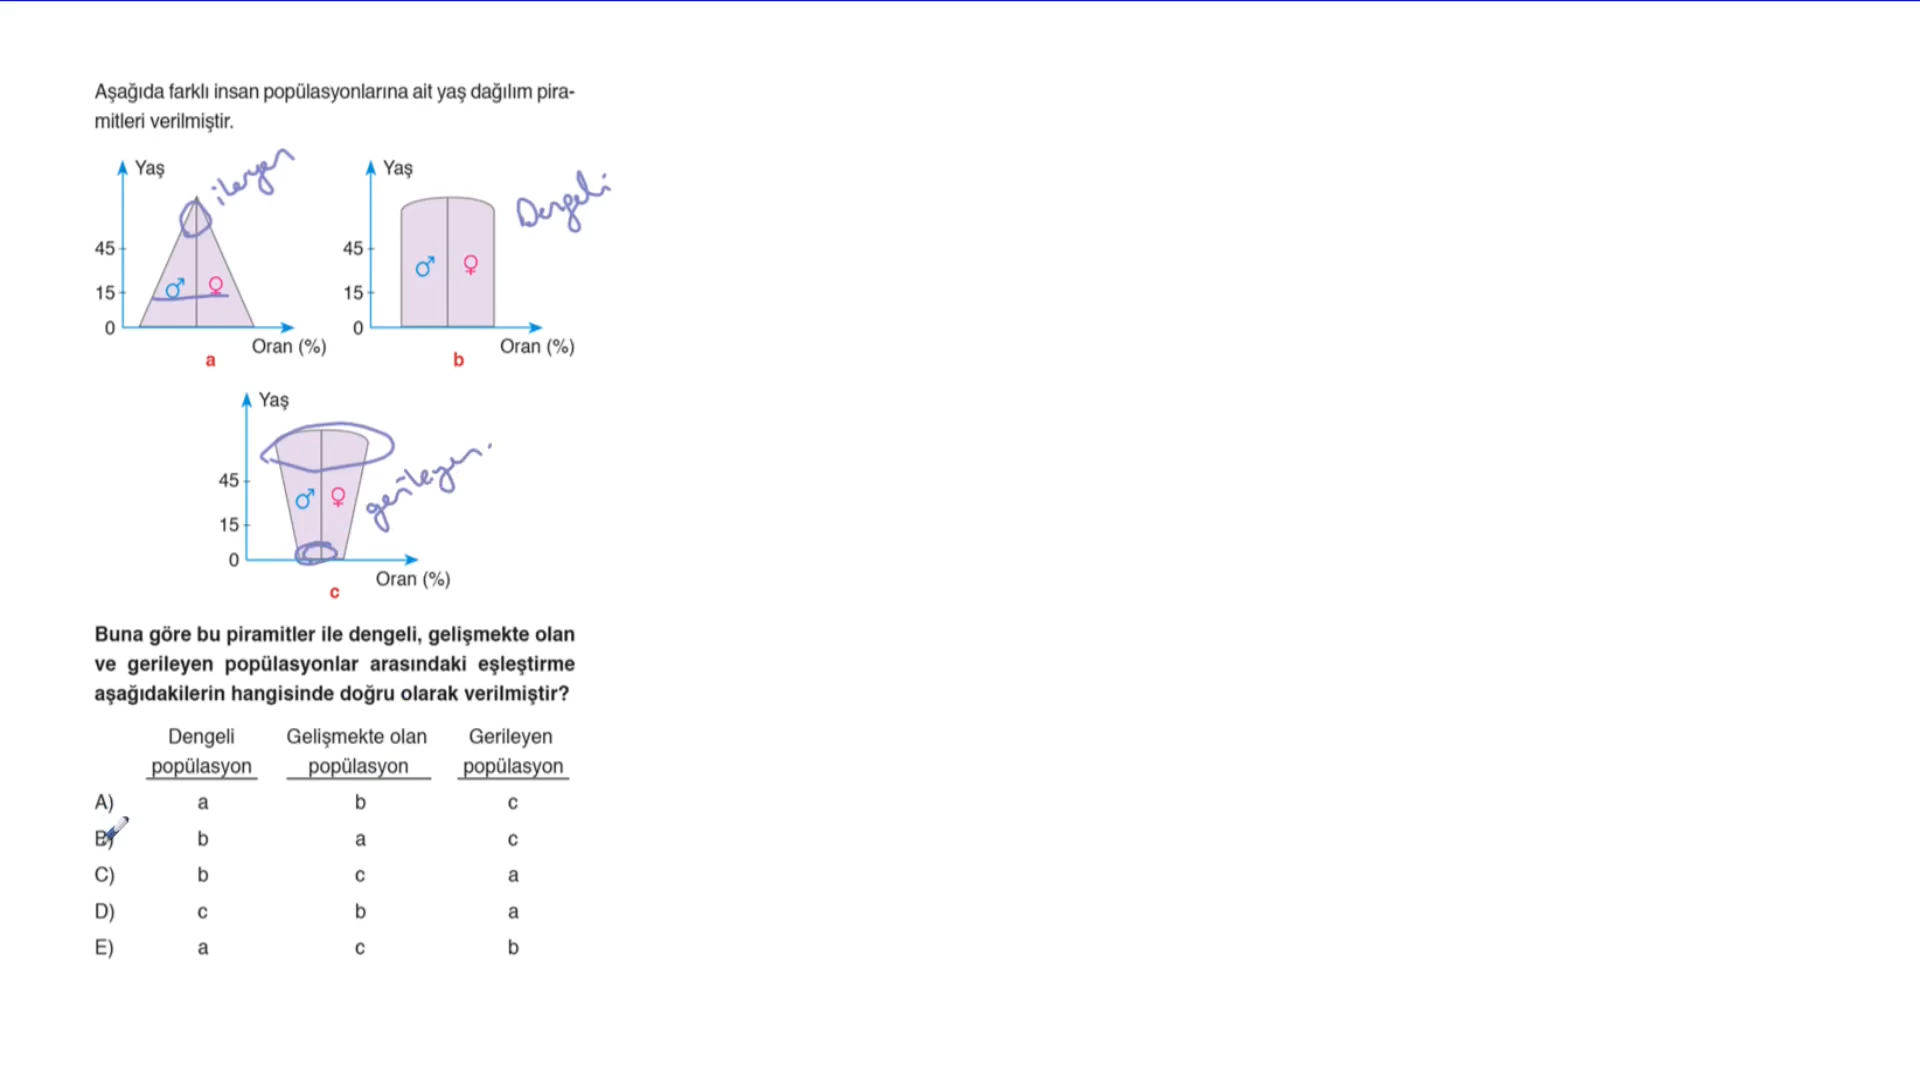 Aşağıda farklı insan popülasyonlarına ait yaş dağılım pira-
mitleri verilmiştir.
Yaş
ilerleyen
45
15
0
♂ ♀
Oran (%)
a
Yaş
Dengeli
45
15
0
♂ ♀
Oran (%)
b
Yaş
45
15
0
♂ ♀
gerileyen
Oran (%)
c
Buna göre bu piramitler ile dengeli, gelişmekte olan
ve gerileyen popülasyonlar arasındaki eşleştirme
aşağıdakilerin hangisinde doğru olarak verilmiştir?
Dengeli Gelişmekte olan Gerileyen
popülasyon popülasyon popülasyon
A) a b c
B) b a c
C) b c a
D) c b a
E) a c b